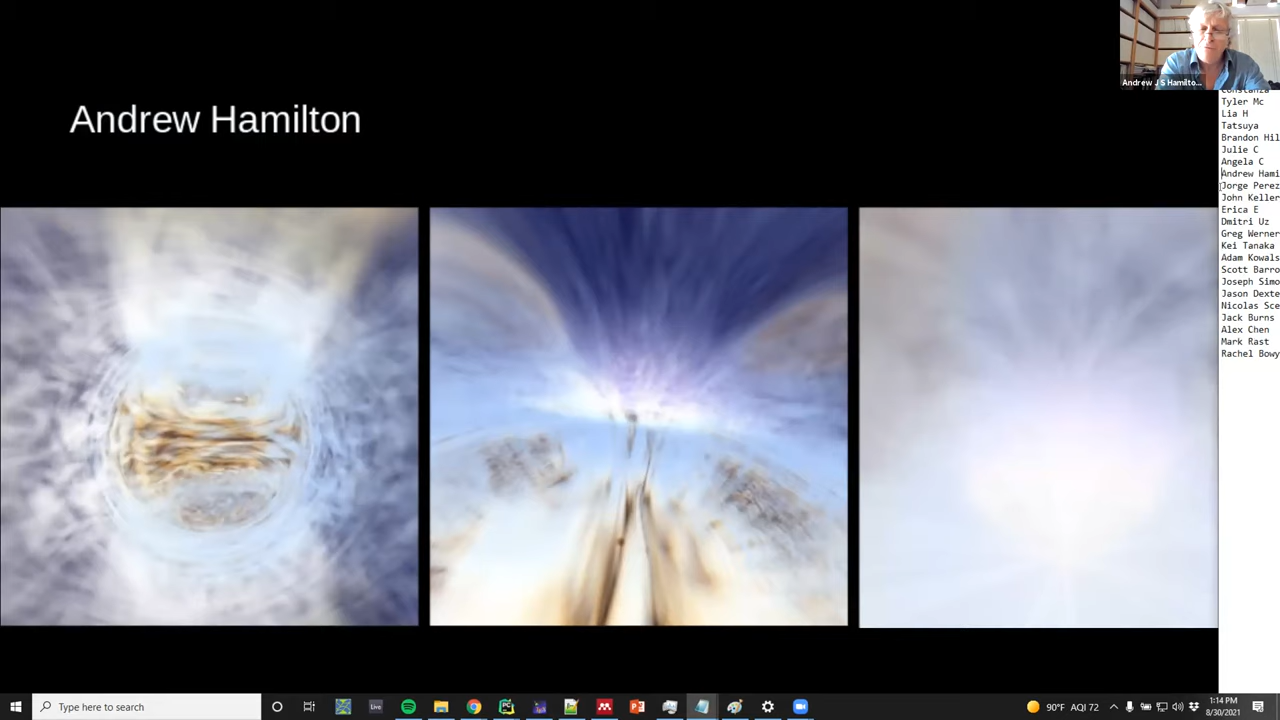 Andrew J S Hamilto...
Andrew Hamilton
Constanza
Tyler Mc
Lia H
Tatsuya
Brandon Hil
Julie C
Angela C
Andrew Hami
Jorge Perez
John Keller
Erica E
Dmitri Uz
Greg Werner
Kei Tanaka
Adam Kowals
Scott Barro
Joseph Simo
Jason Dexte
Nicolas Sce
Jack Burns
Alex Chen
Mark Rast
Rachel Bowy
Type here to search
Live
90°F AQI 72
1:14 PM
8/30/2021